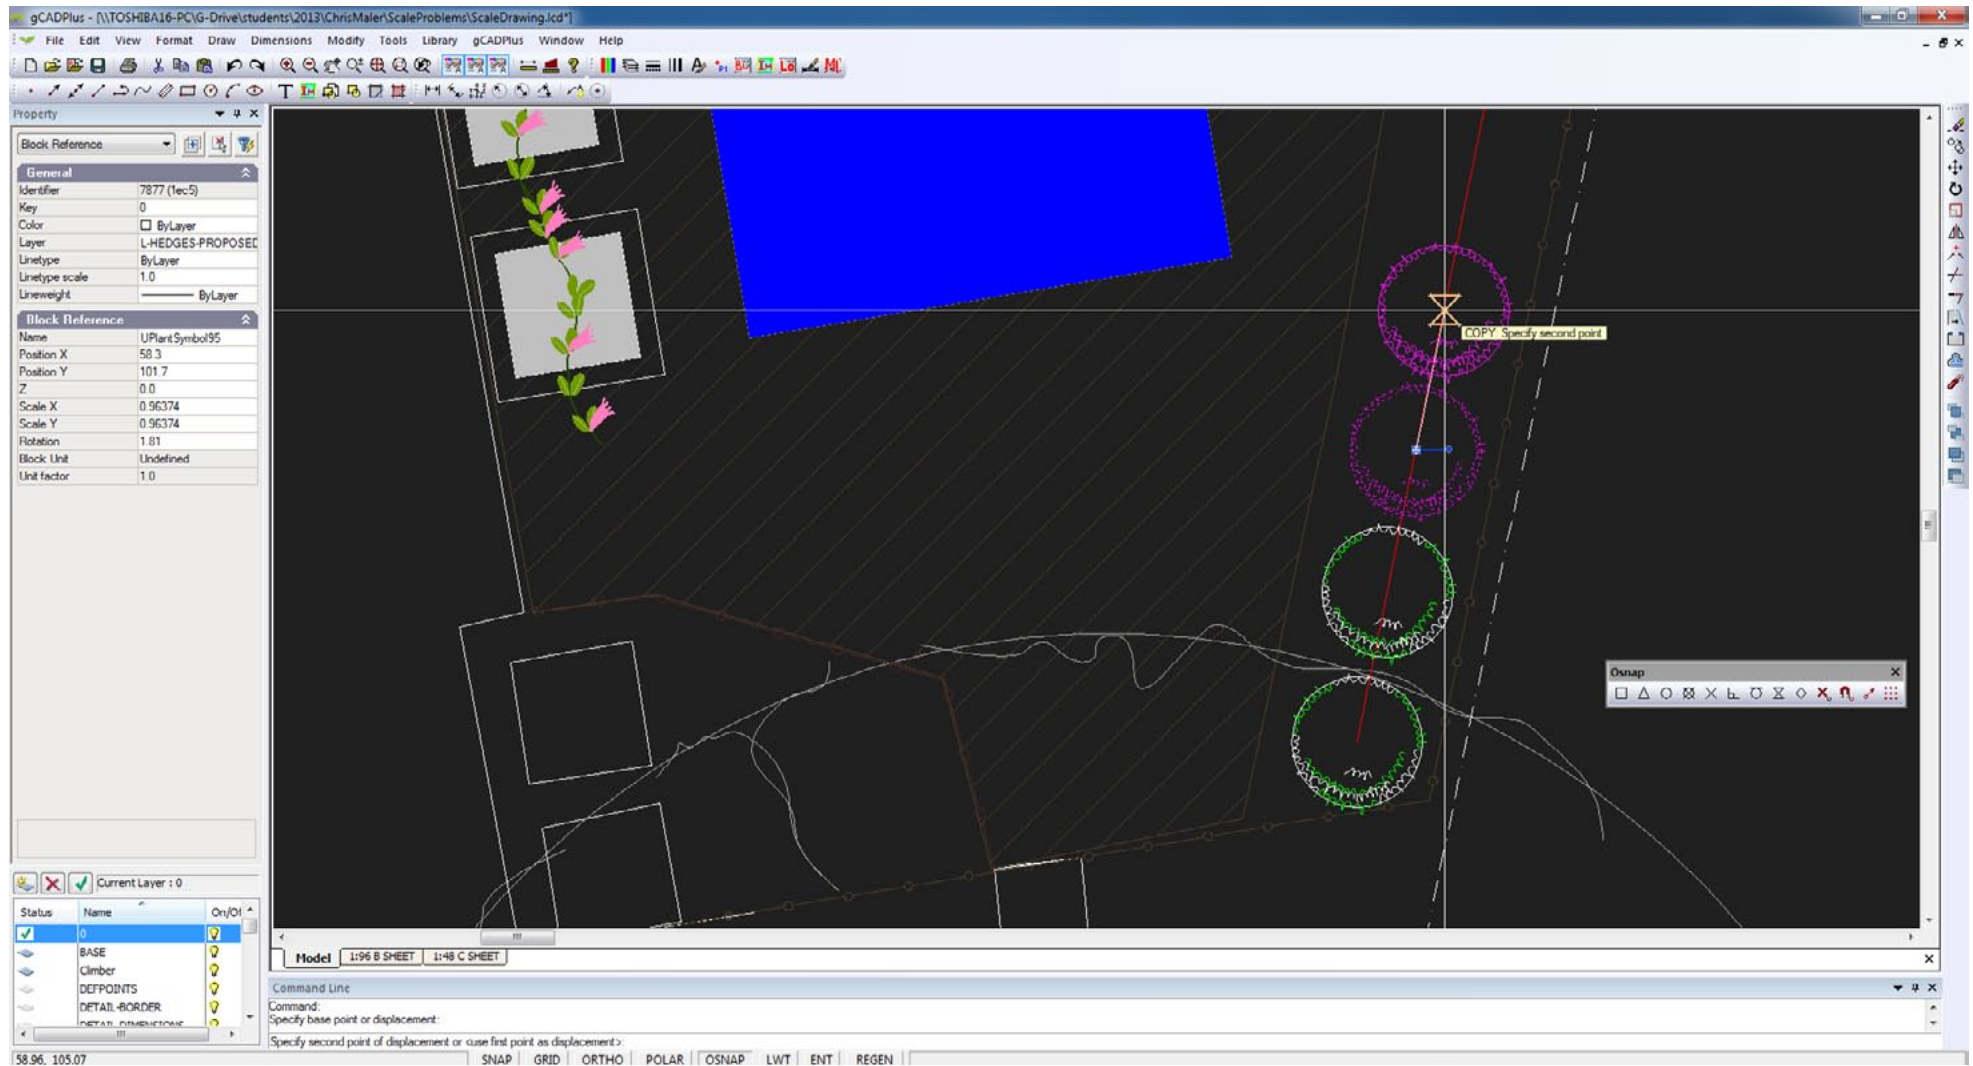 gCADPlus - [\\TOSHIBA16-PC\G-Drive\students\2013\ChrisMaler\ScaleProblems\ScaleDrawing.lcd*]
File Edit View Format Draw Dimensions Modify Tools Library gCADPlus Window Help
Property
Block Reference
General
Identifier 7877 (1ec5)
Key 0
Color ByLayer
Layer L-HEDGES-PROPOSED
Linetype ByLayer
Linetype scale 1.0
Lineweight ByLayer
Block Reference
Name UPlantSymbol95
Position X 58.3
Position Y 101.7
Z 0.0
Scale X 0.96374
Scale Y 0.96374
Rotation 1.81
Block Unit Undefined
Unit factor 1.0
COPY Specify second point
Osnap
Current Layer : 0
Status Name On/Of
0
BASE
Climber
DEFPOINTS
DETAIL-BORDER
DETAIL-DIMENSIONS
Model 1:96 B SHEET 1:48 C SHEET
Command Line
Command:
Specify base point or displacement:
Specify second point of displacement or <use first point as displacement>:
58.96, 105.07 SNAP GRID ORTHO POLAR OSNAP LWT ENT REGEN